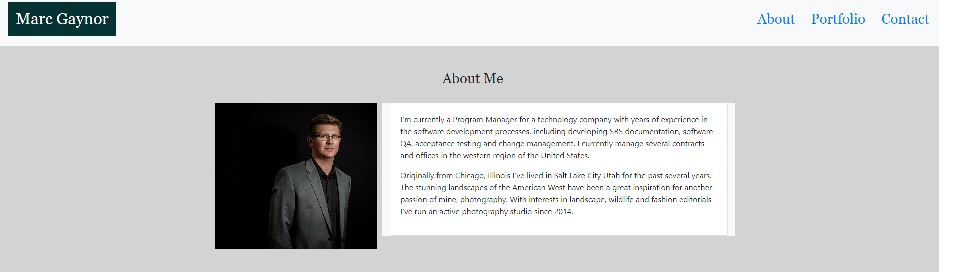 Marc Gaynor
About Portfolio Contact
About Me
I'm currently a Program Manager for a technology company with years of experience in
the software development processes, including developing SRS documentation, software
QA, acceptance testing and change management. I currently manage several contracts
and offices in the western region of the United States.
Originally from Chicago, Illinois I've lived in Salt Lake City Utah for the past several years.
The stunning landscapes of the American West have been a great inspiration for another
passion of mine, photography. With interests in landscape, wildlife and fashion editorials
I've run an active photography studio since 2014.